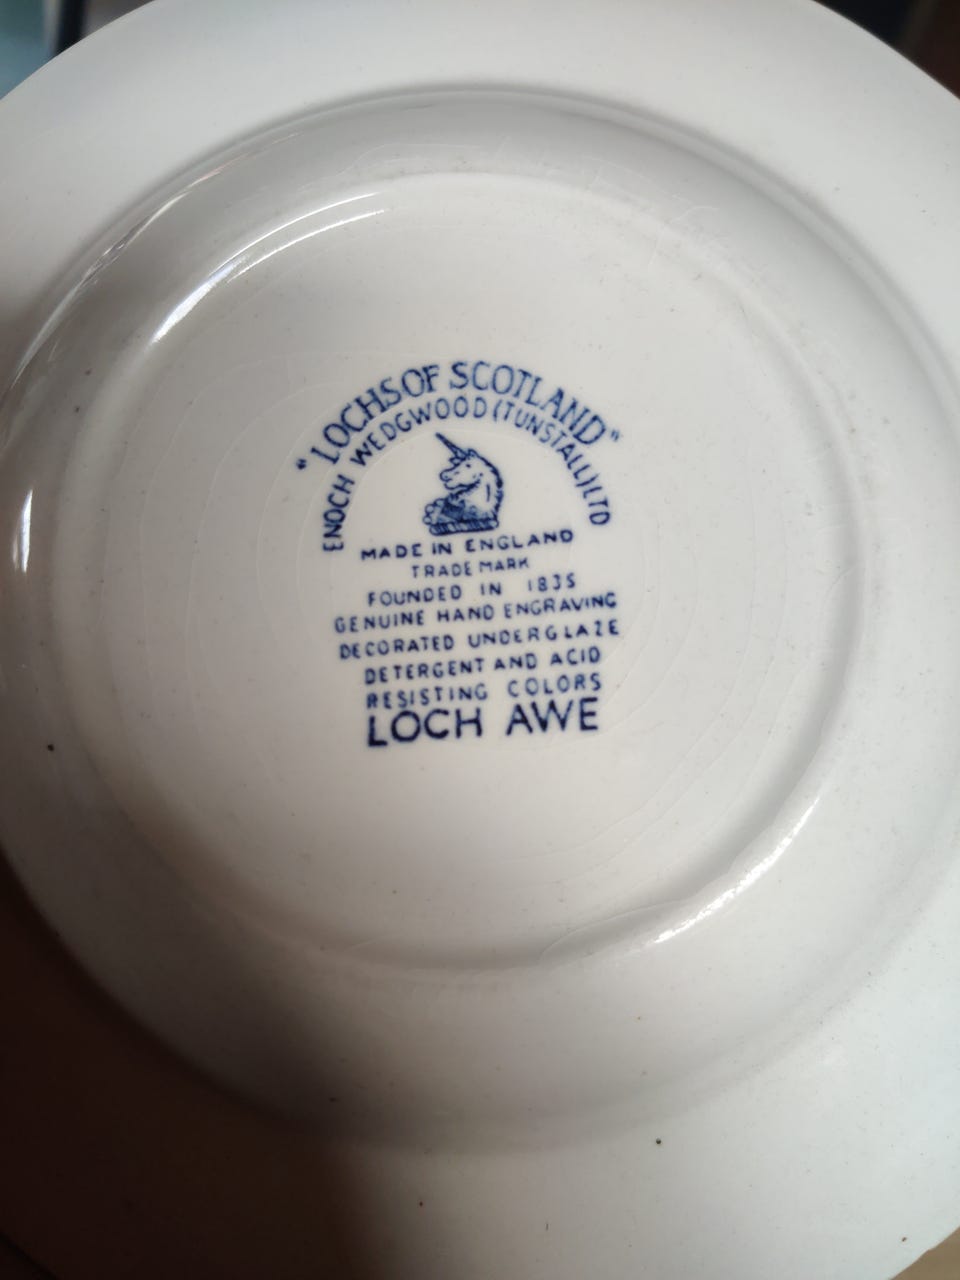 "LOCHS OF SCOTLAND"
ENOCH WEDGWOOD (TUNSTALL) LTD
MADE IN ENGLAND
TRADE MARK
FOUNDED IN 1835
GENUINE HAND ENGRAVING
DECORATED UNDERGLAZE
DETERGENT AND ACID
RESISTING COLORS
LOCH AWE